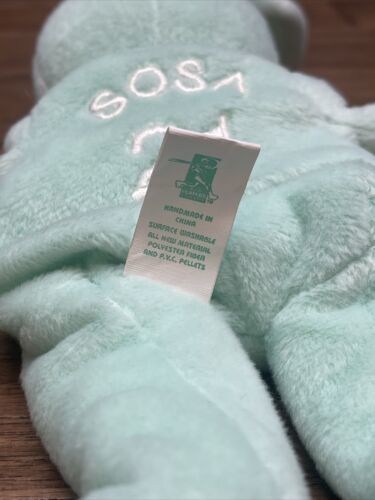 SOSA
HANDMADE IN
CHINA
SURFACE WASHABLE
ALL NEW MATERIAL
POLYESTER FIBER
AND P.V.C. PELLETS